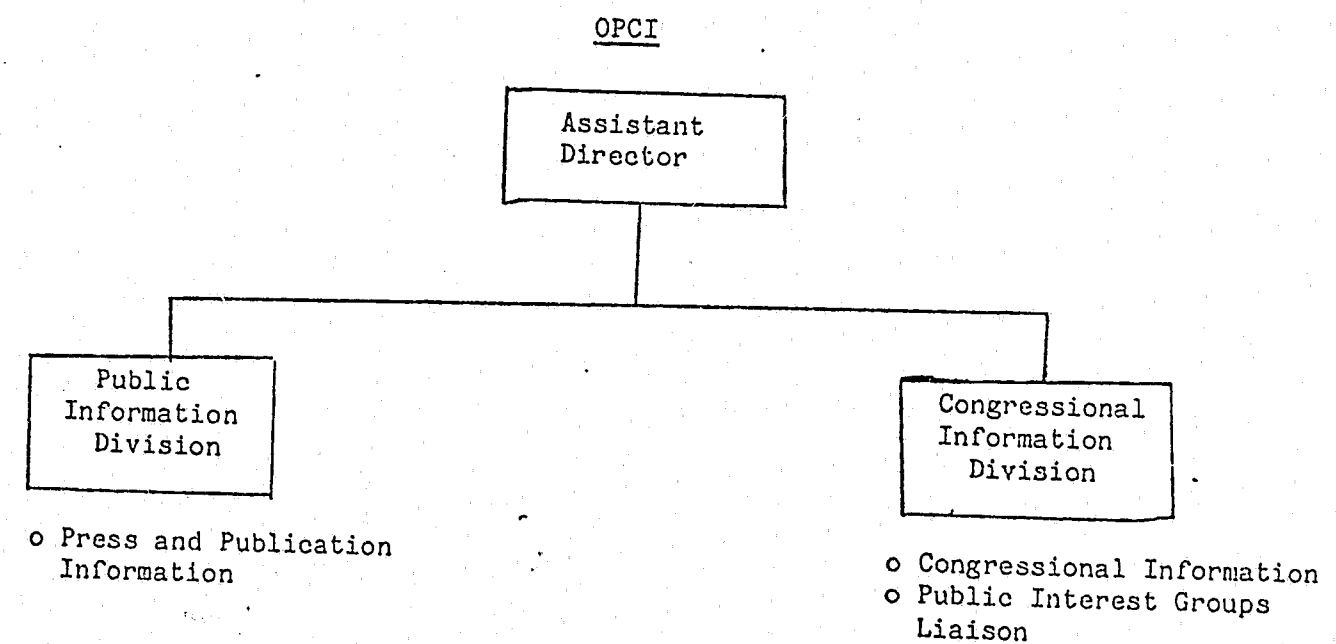 OPCI
Assistant
Director
Public
Information
Division
o Press and Publication
Information
Congressional
Information
Division
o Congressional Information
o Public Interest Groups
Liaison